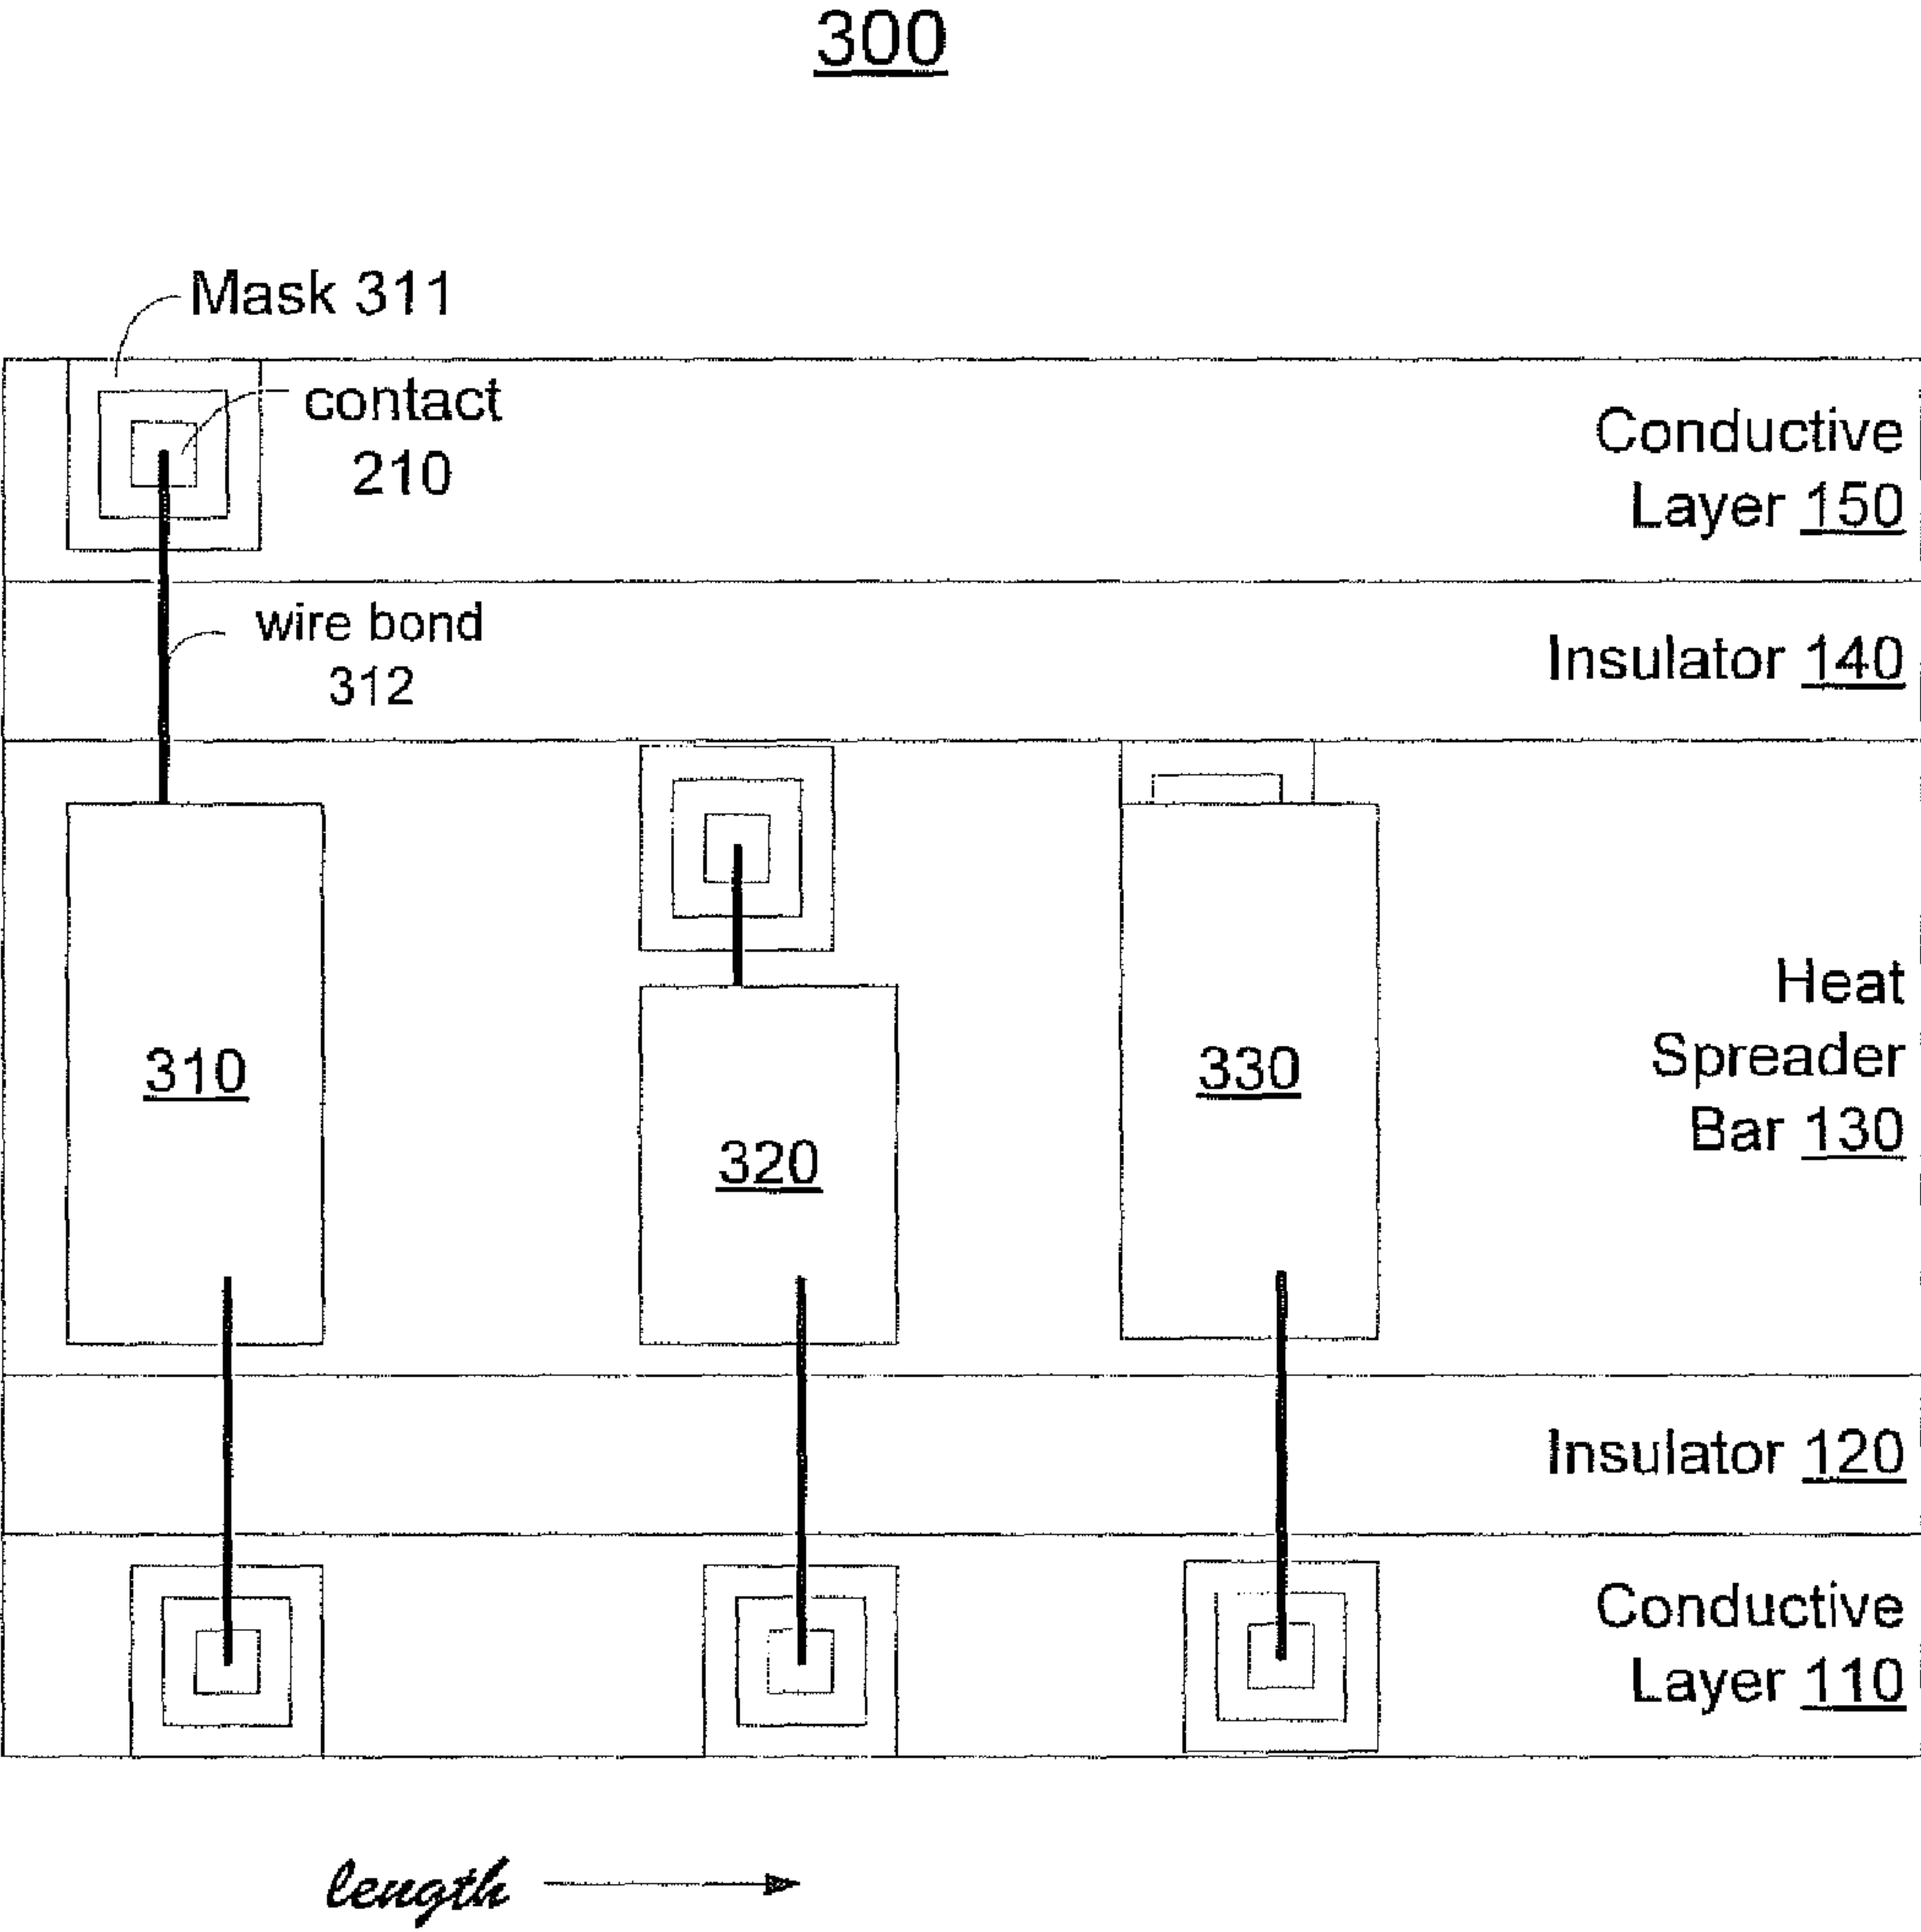 300
Mask 311
contact
210
Conductive
Layer 150
wire bond
312
Insulator 140
310
320
330
Heat
Spreader
Bar 130
Insulator 120
Conductive
Layer 110
length